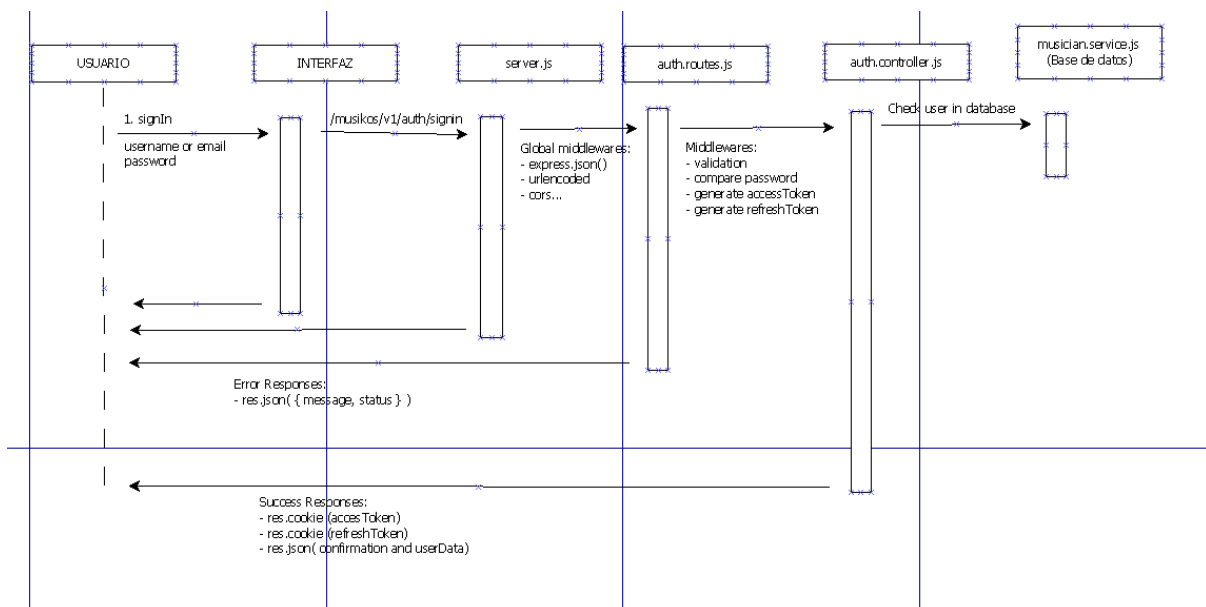 USUARIO
INTERFAZ
server.js
auth.routes.js
auth.controller.js
musician.service.js
(Base de datos)
1. signIn
username or email
password
/musikos/v1/auth/signin
Global middlewares:
- express.json()
- urlencoded
- cors...
Middlewares:
- validation
- compare password
- generate accessToken
- generate refreshToken
Check user in database
Error Responses:
- res.json( { message, status } )
Success Responses:
- res.cookie (accesToken)
- res.cookie (refreshToken)
- res.json( confirmation and userData)